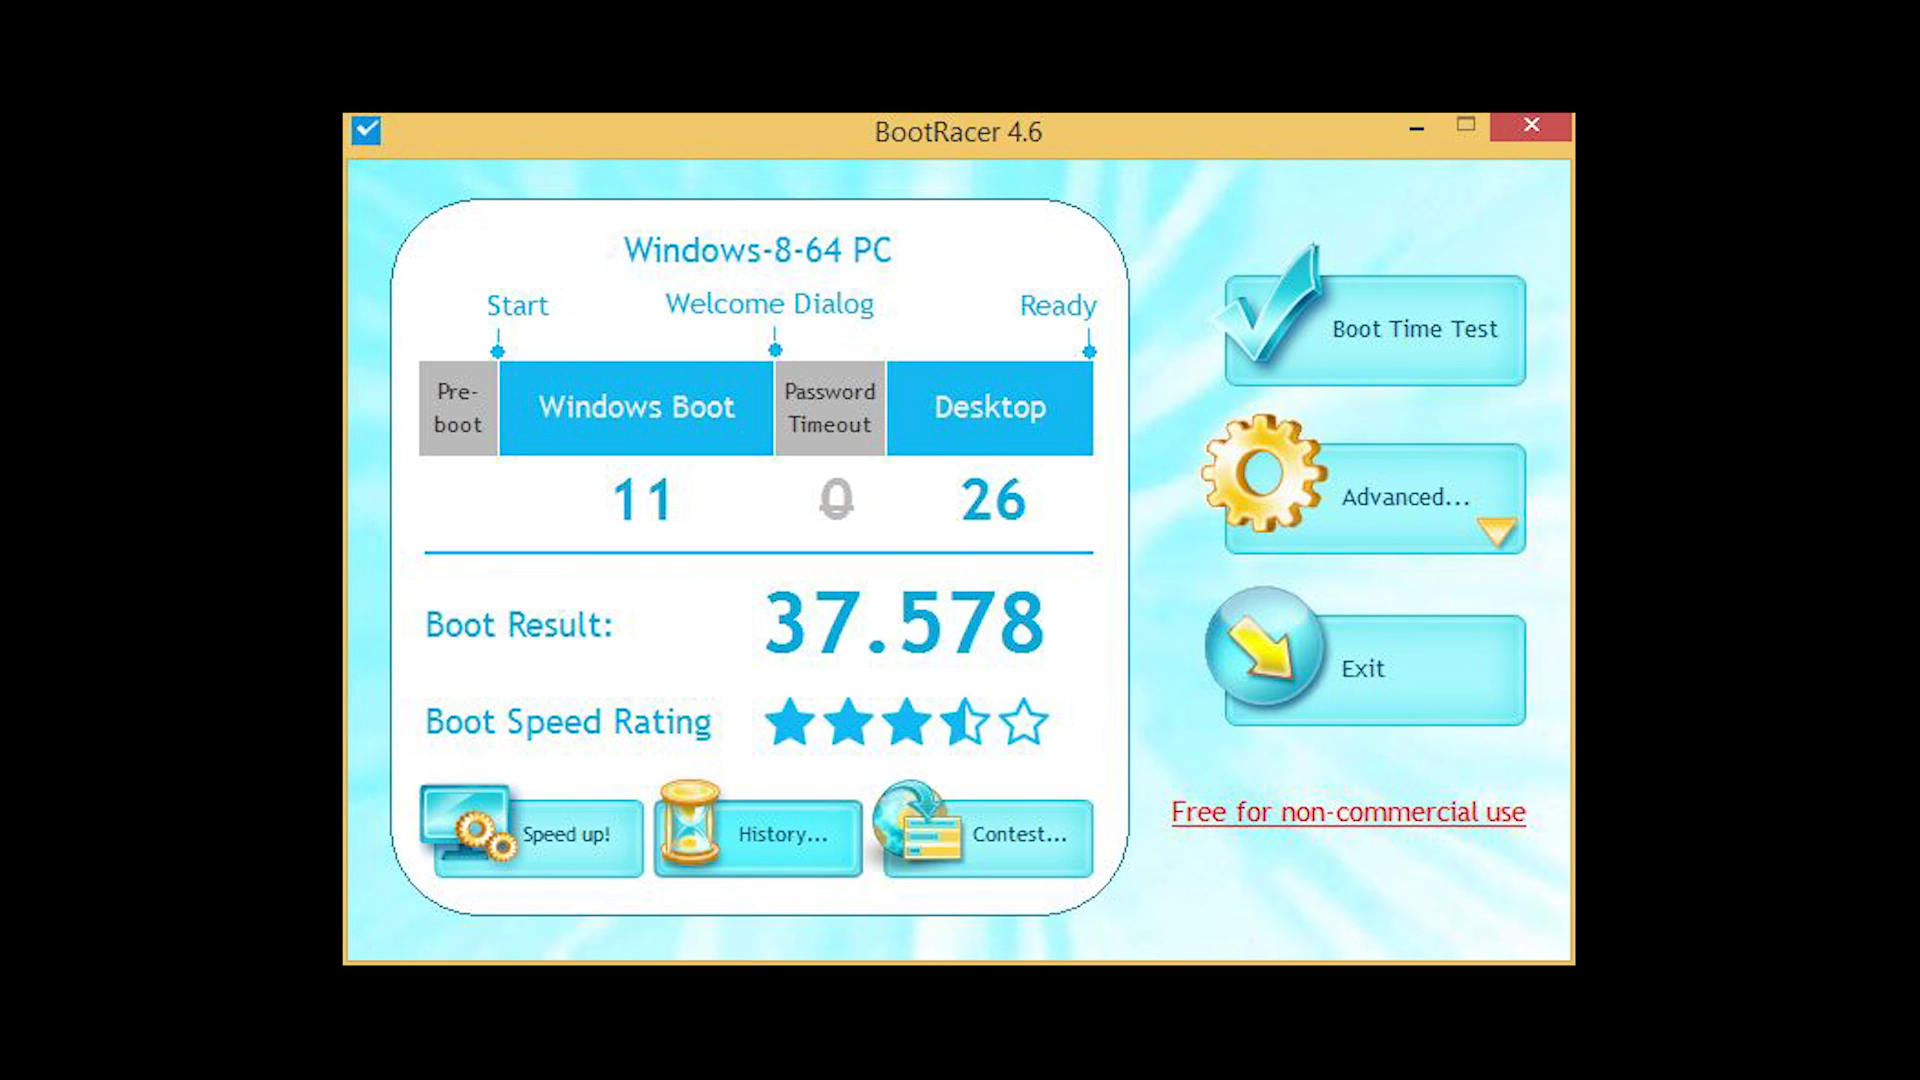 BootRacer 4.6
Windows-8-64 PC
Start
Welcome Dialog
Ready
Pre-
boot
Windows Boot
Password
Timeout
Desktop
11
0
26
Boot Result:
37.578
Boot Speed Rating
Speed up!
History...
Contest...
Boot Time Test
Advanced...
Exit
Free for non-commercial use